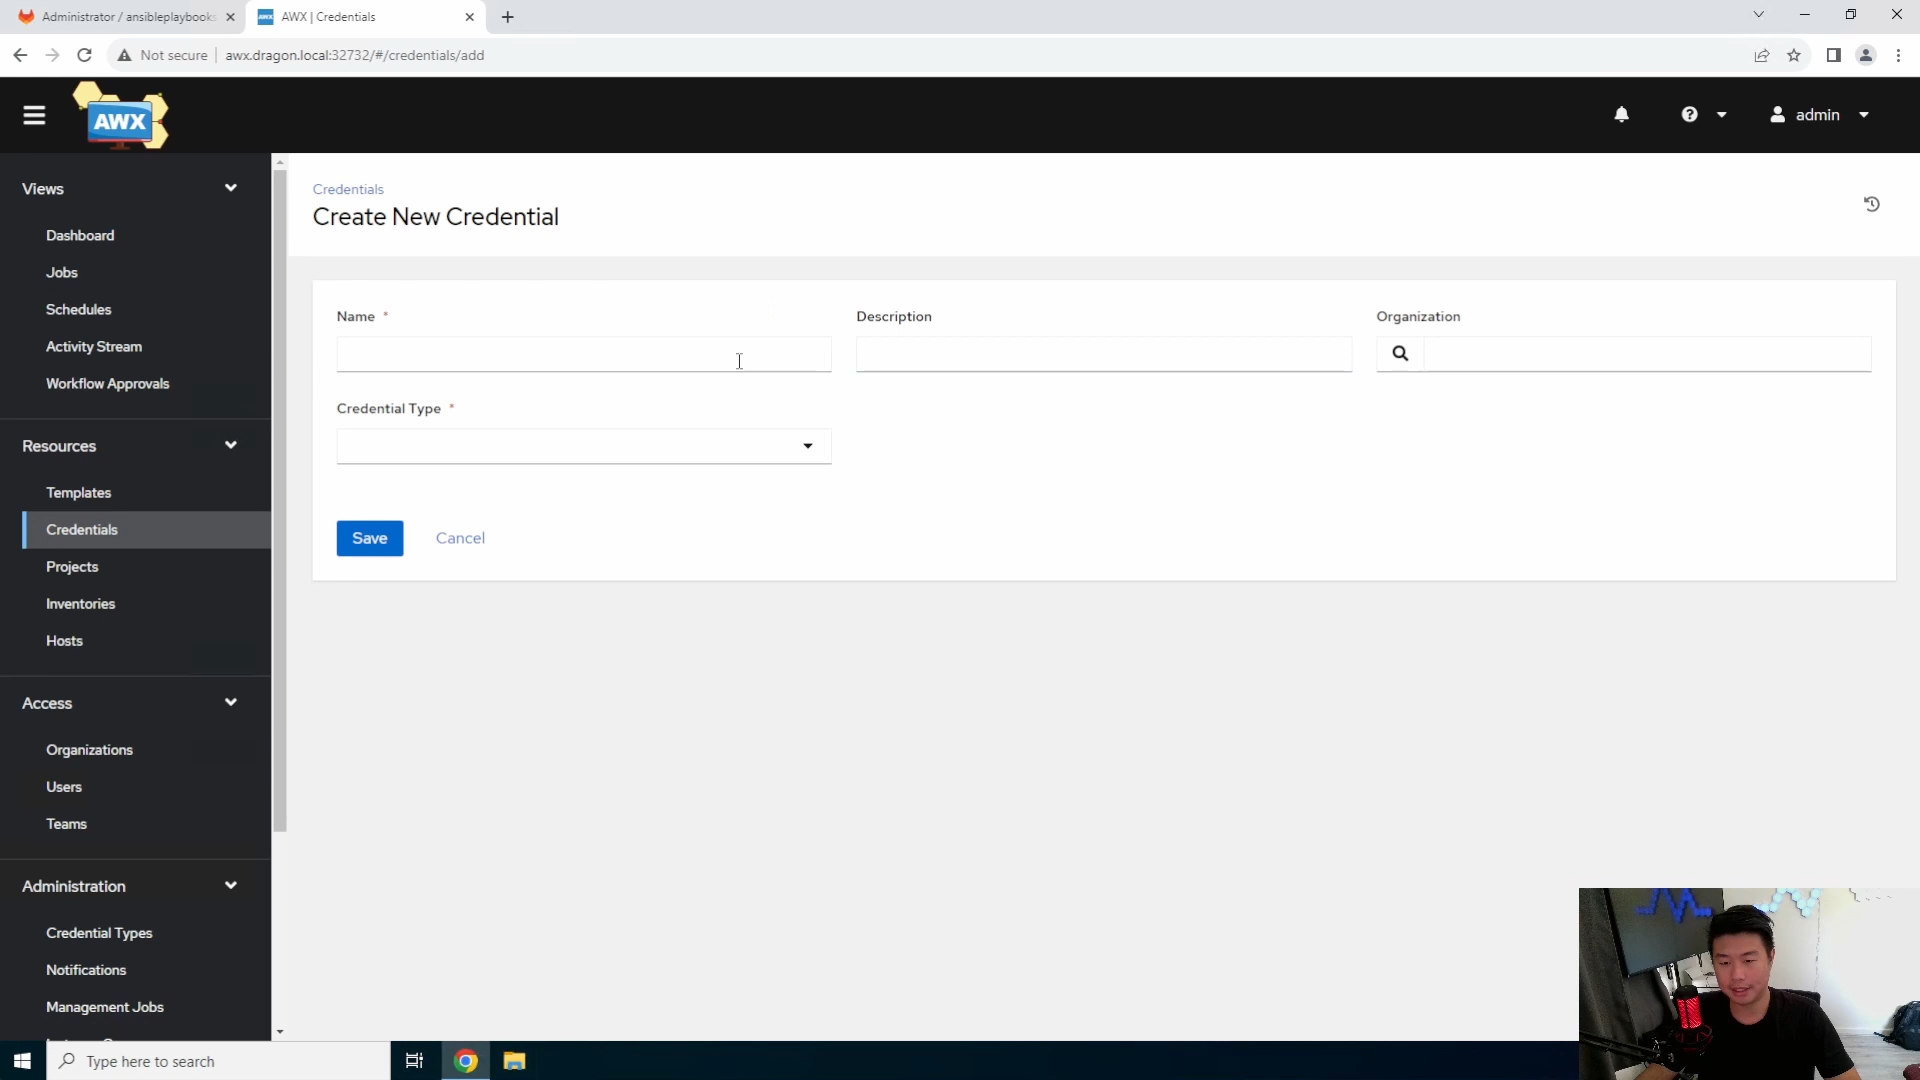 Administrator / ansibleplaybooks
AWX | Credentials
Not secure
awx.dragon.local:32732/#/credentials/add
AWX
admin
Views
Dashboard
Jobs
Schedules
Activity Stream
Workflow Approvals
Resources
Templates
Credentials
Projects
Inventories
Hosts
Access
Organizations
Users
Teams
Administration
Credential Types
Notifications
Management Jobs
Credentials
Create New Credential
Name *
Description
Organization
Credential Type *
Save
Cancel
Type here to search